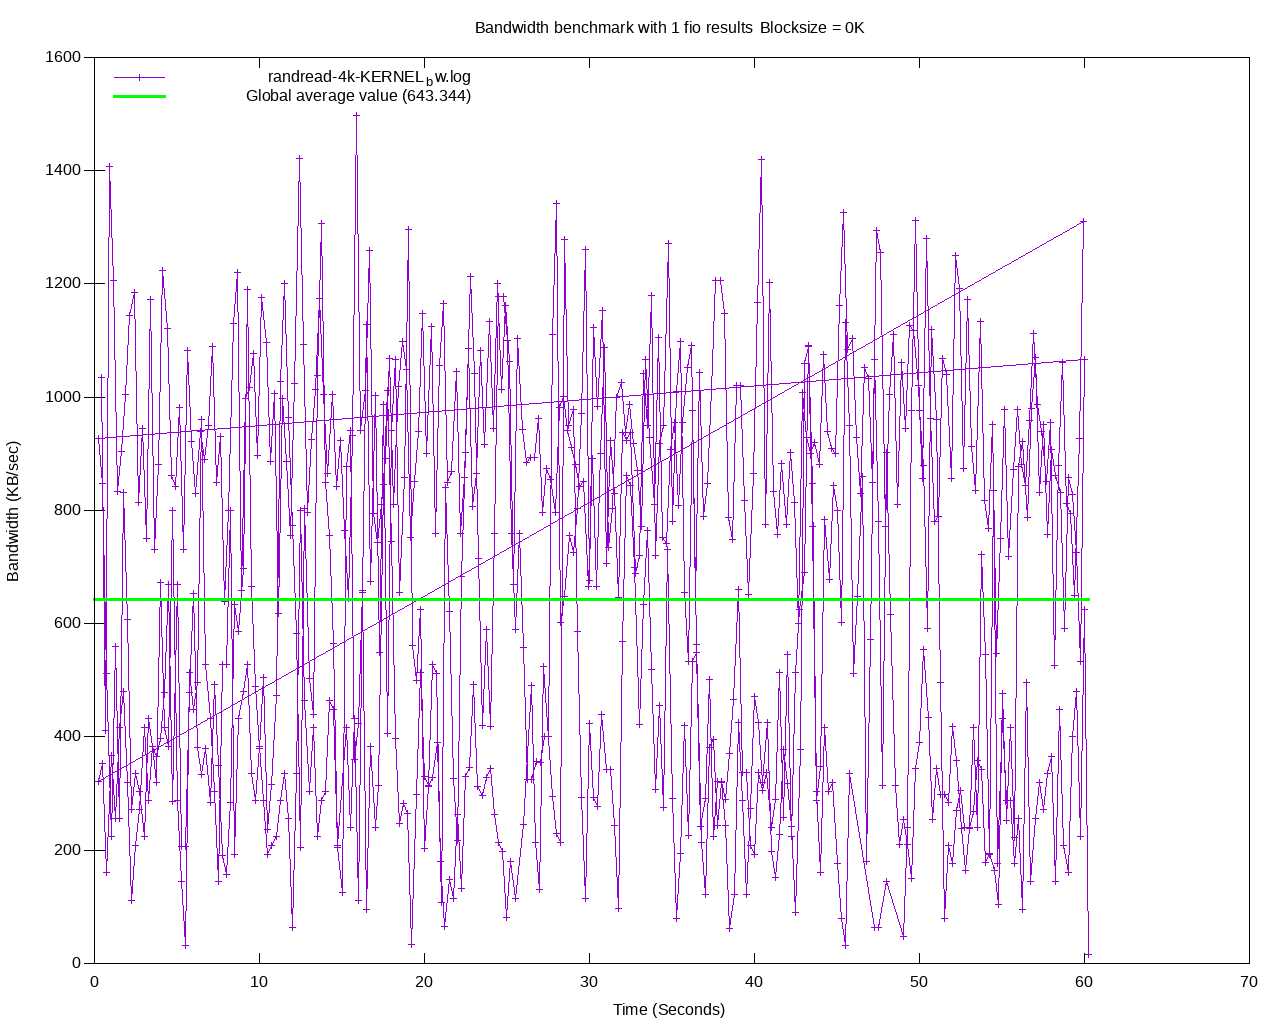 Bandwidth benchmark with 1 fio results Blocksize = 0K
1600
1400
1200
1000
800
600
400
200
0
Bandwidth (KB/sec)
randread-4k-KERNELbw.log
Global average value (643.344)
0 10 20 30 40 50 60 70
Time (Seconds)